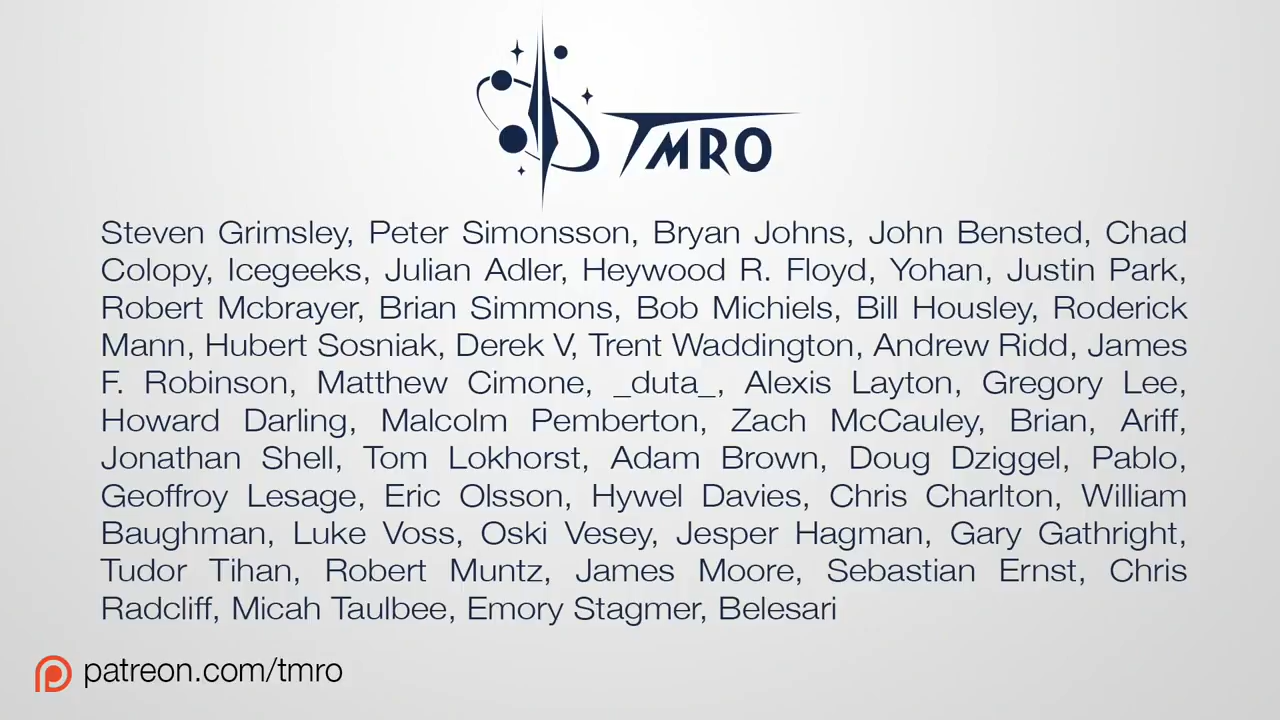 TMRO
Steven Grimsley, Peter Simonsson, Bryan Johns, John Bensted, Chad
Colopy, Icegeeks, Julian Adler, Heywood R. Floyd, Yohan, Justin Park,
Robert Mcbrayer, Brian Simmons, Bob Michiels, Bill Housley, Roderick
Mann, Hubert Sosniak, Derek V, Trent Waddington, Andrew Ridd, James
F. Robinson, Matthew Cimone, _duta_, Alexis Layton, Gregory Lee,
Howard Darling, Malcolm Pemberton, Zach McCauley, Brian, Ariff,
Jonathan Shell, Tom Lokhorst, Adam Brown, Doug Dziggel, Pablo,
Geoffroy Lesage, Eric Olsson, Hywel Davies, Chris Charlton, William
Baughman, Luke Voss, Oski Vesey, Jesper Hagman, Gary Gathright,
Tudor Tihan, Robert Muntz, James Moore, Sebastian Ernst, Chris
Radcliff, Micah Taulbee, Emory Stagmer, Belesari
patreon.com/tmro